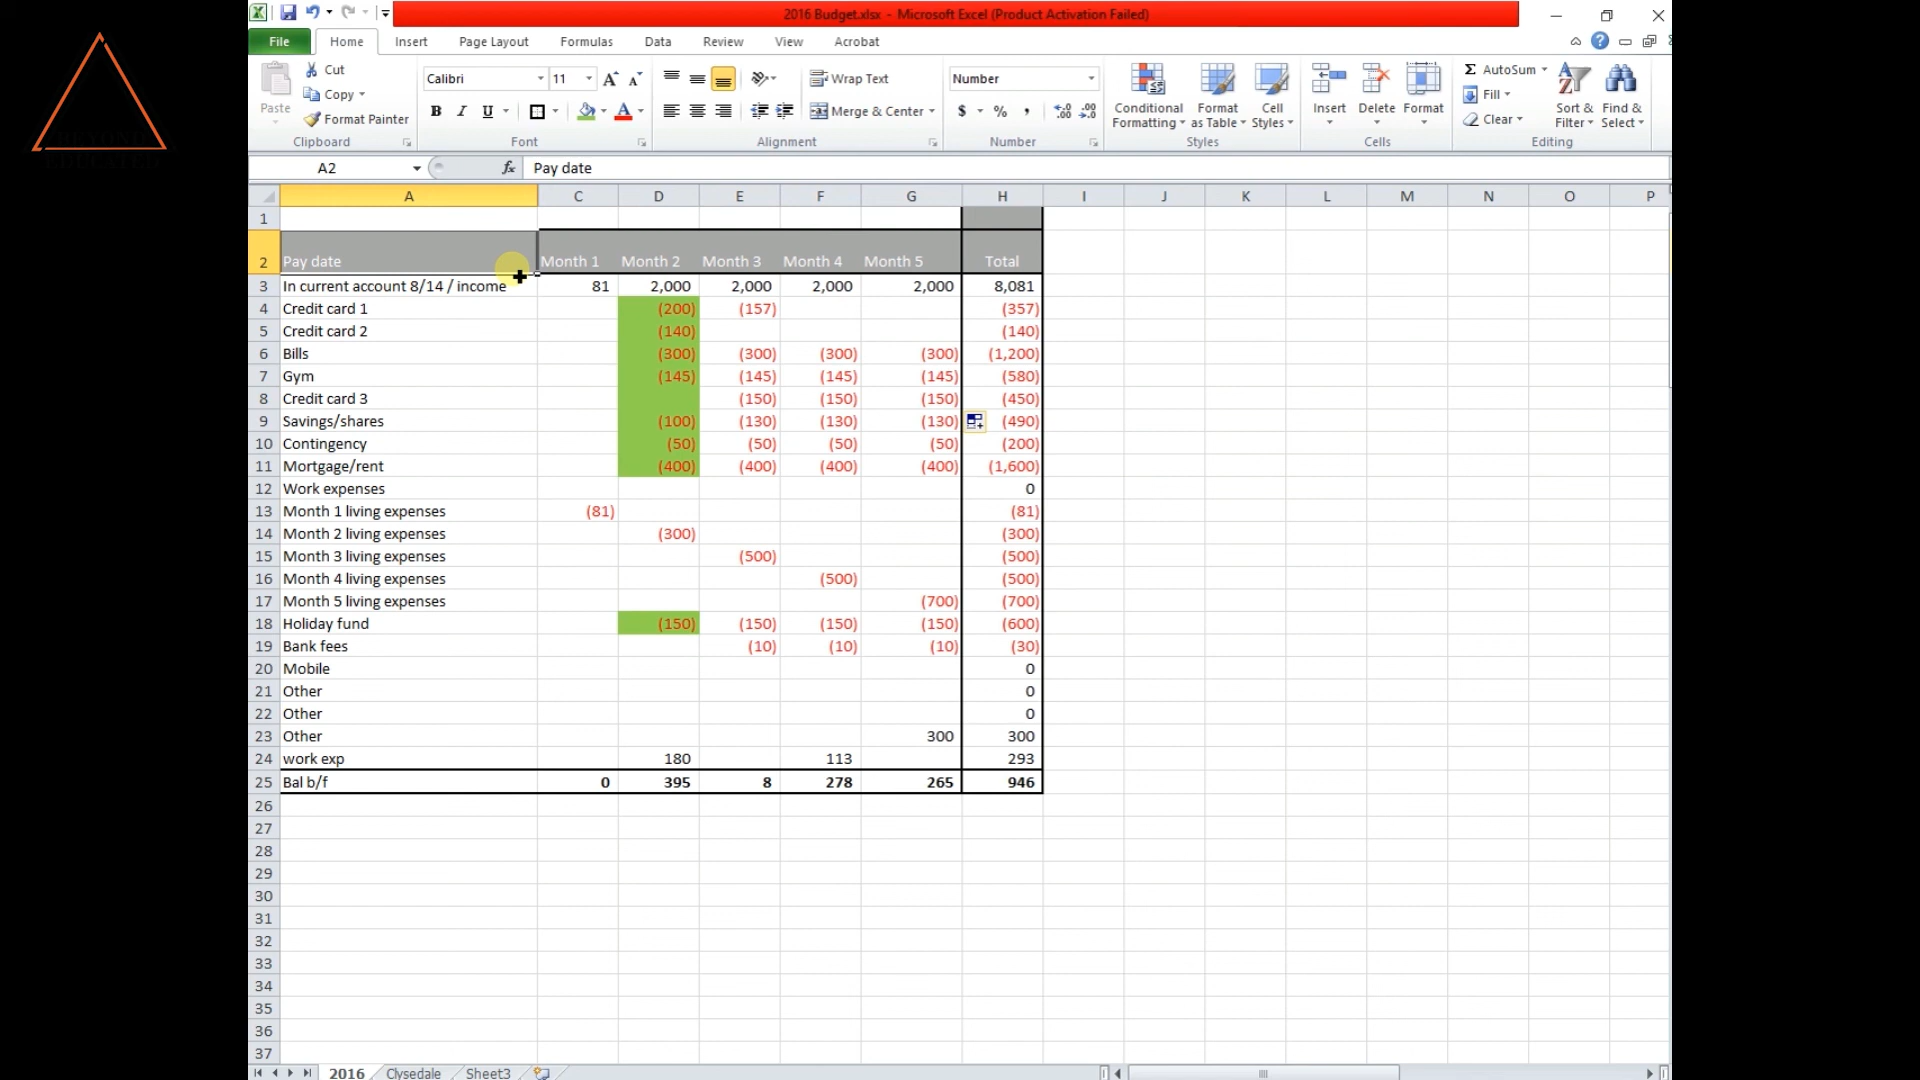 2016 Budget.xlsx - Microsoft Excel (Product Activation Failed)
File Home Insert Page Layout Formulas Data Review View Acrobat
Paste Cut Copy Format Painter Clipboard
Calibri 11 A A B I U A Font
Wrap Text Merge & Center Alignment
Number $ % , .0 .00 .00 .0 Number
Conditional Formatting Format as Table Cell Styles Styles
Insert Delete Format Cells
Σ AutoSum Fill Clear Sort & Filter Find & Select Editing
A2 fx Pay date
A C D E F G H I J K L M N O P
1
2 Pay date Month 1 Month 2 Month 3 Month 4 Month 5 Total
3 In current account 8/14 / income 81 2,000 2,000 2,000 2,000 8,081
4 Credit card 1 (200) (157) (357)
5 Credit card 2 (140) (140)
6 Bills (300) (300) (300) (300) (1,200)
7 Gym (145) (145) (145) (145) (580)
8 Credit card 3 (150) (150) (150) (450)
9 Savings/shares (100) (130) (130) (130) (490)
10 Contingency (50) (50) (50) (50) (200)
11 Mortgage/rent (400) (400) (400) (400) (1,600)
12 Work expenses 0
13 Month 1 living expenses (81) (81)
14 Month 2 living expenses (300) (300)
15 Month 3 living expenses (500) (500)
16 Month 4 living expenses (500) (500)
17 Month 5 living expenses (700) (700)
18 Holiday fund (150) (150) (150) (150) (600)
19 Bank fees (10) (10) (10) (30)
20 Mobile 0
21 Other 0
22 Other 0
23 Other 300 300
24 work exp 180 113 293
25 Bal b/f 0 395 8 278 265 946
26
27
28
29
30
31
32
33
34
35
36
37
2016 Clysedale Sheet3